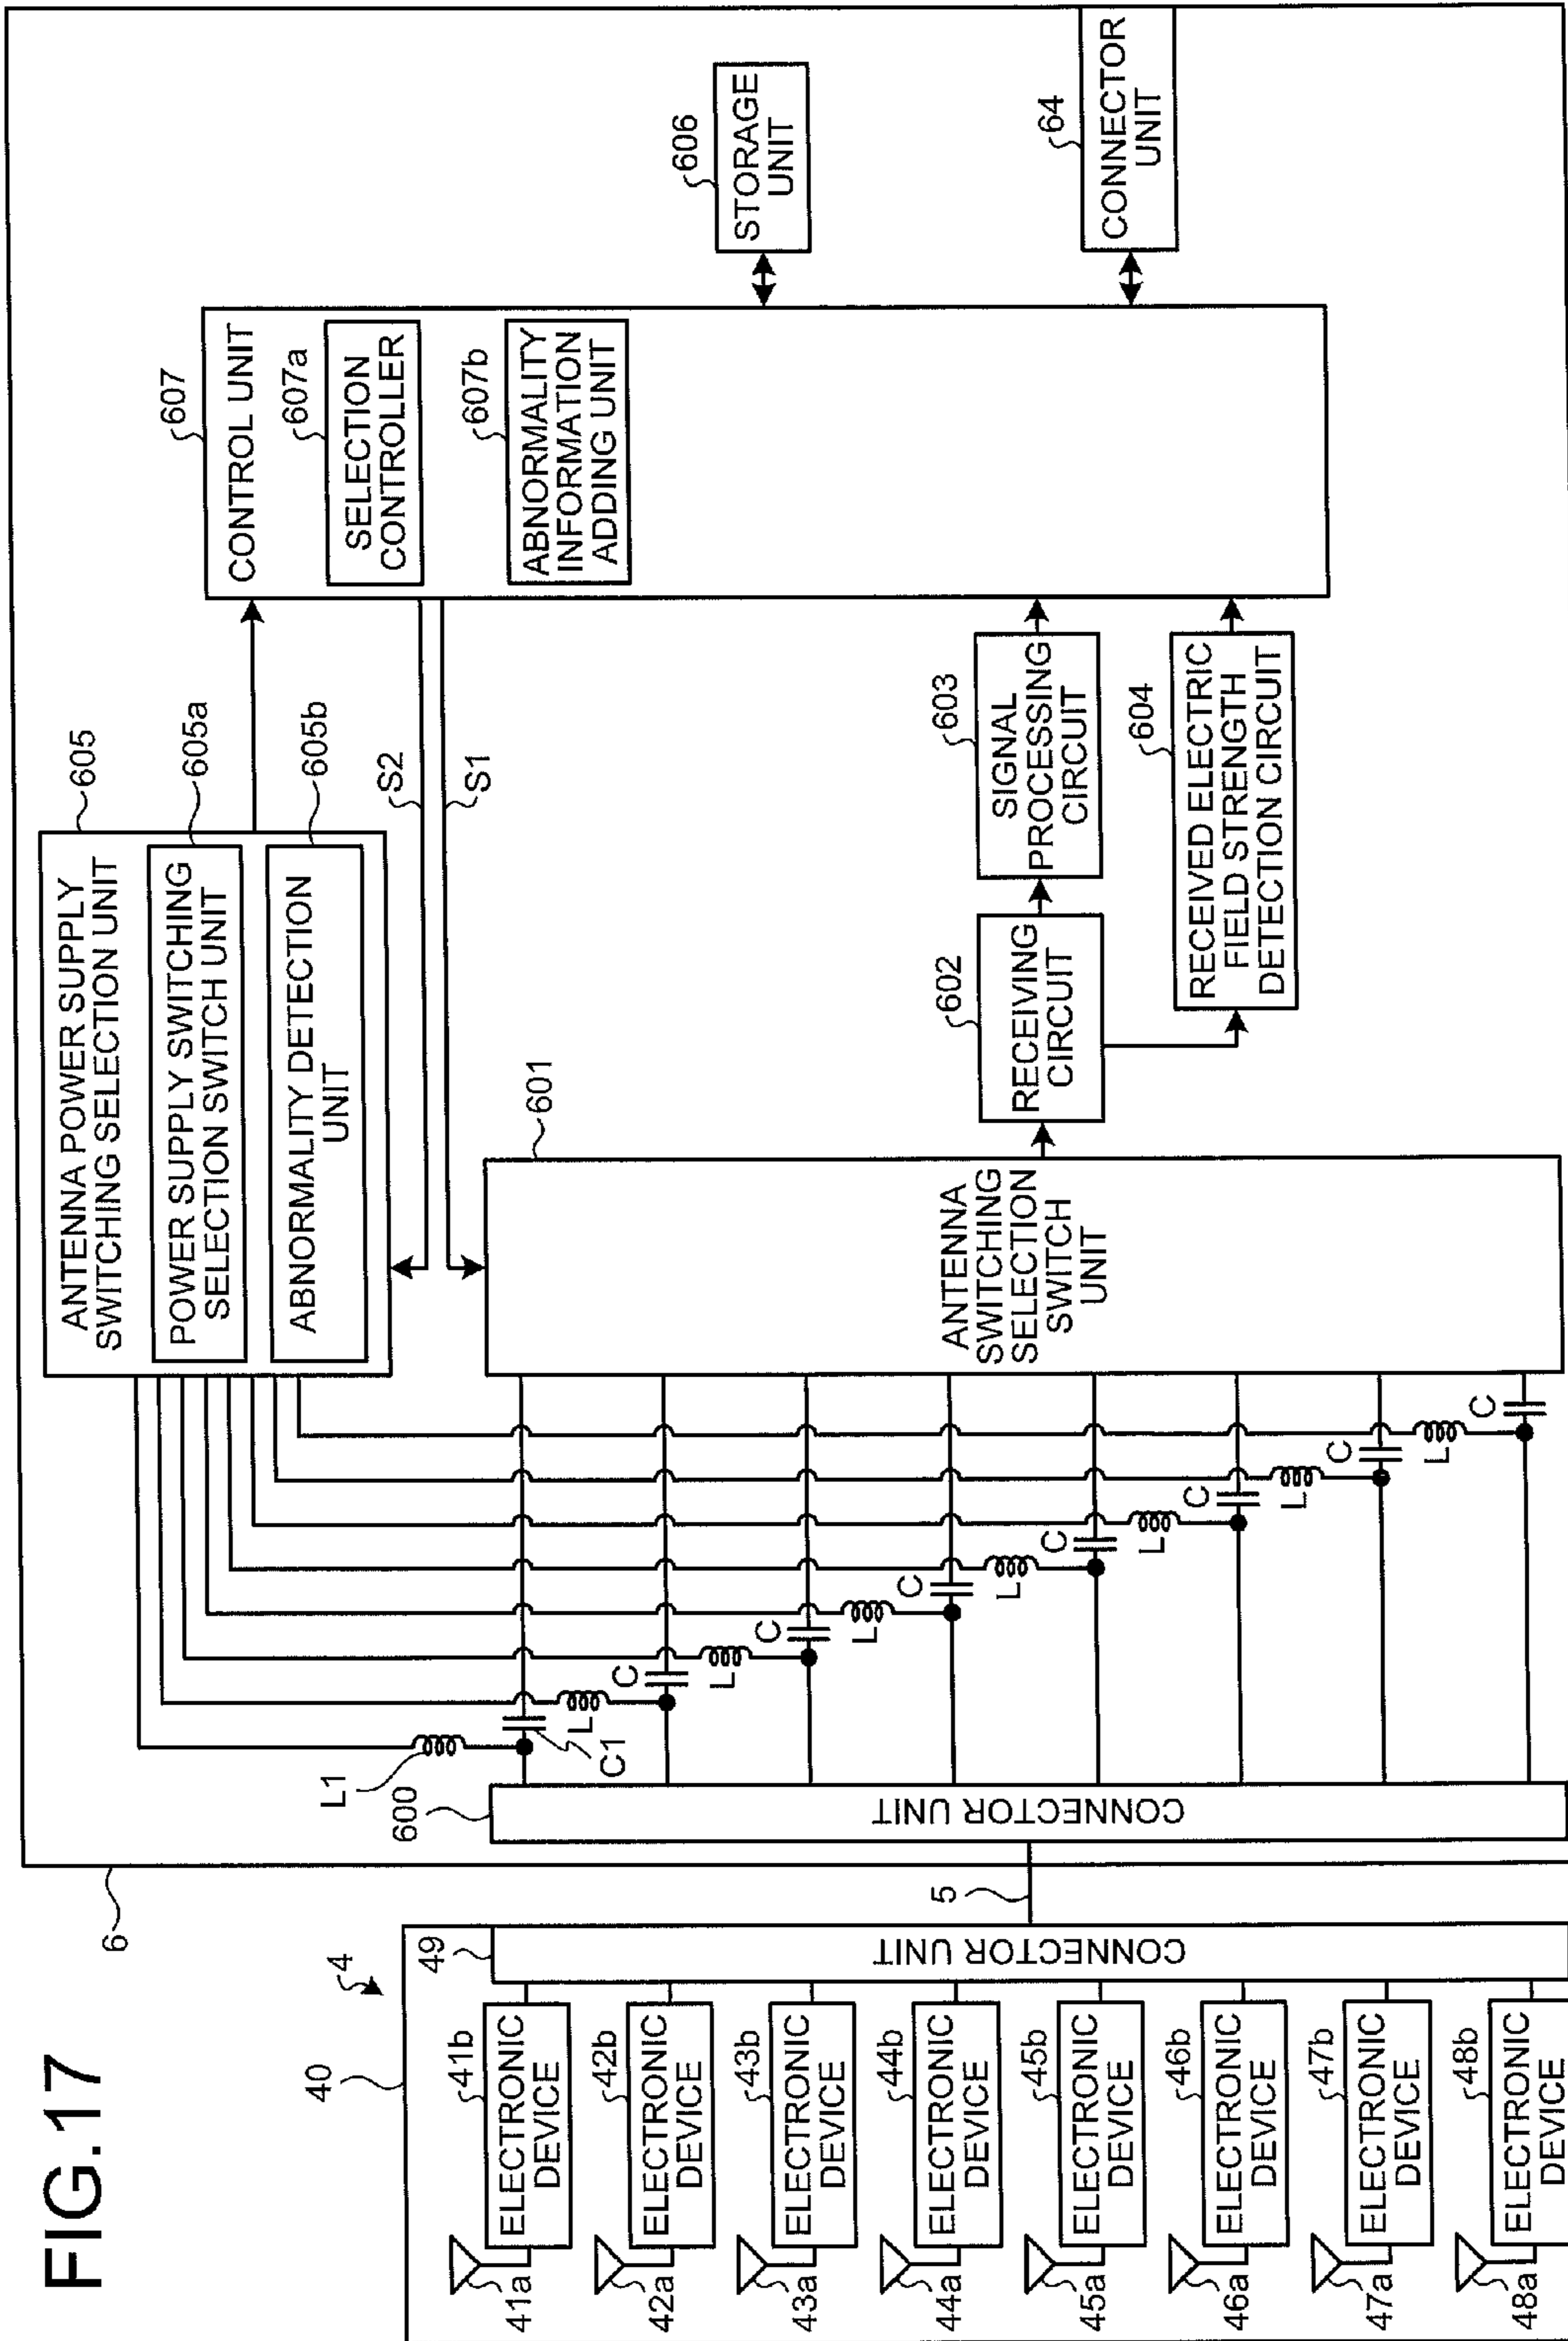 FIG.17
40
4
49
6
5
41a
41b
ELECTRONIC
DEVICE
42a
42b
ELECTRONIC
DEVICE
43a
43b
ELECTRONIC
DEVICE
44a
44b
ELECTRONIC
DEVICE
45a
45b
ELECTRONIC
DEVICE
46a
46b
ELECTRONIC
DEVICE
47a
47b
ELECTRONIC
DEVICE
48a
48b
ELECTRONIC
DEVICE
CONNECTOR UNIT
600
CONNECTOR UNIT
L1
C1
L
C
L
C
L
C
L
C
L
C
L
C
L
C
605
ANTENNA POWER SUPPLY
SWITCHING SELECTION UNIT
605a
POWER SUPPLY SWITCHING
SELECTION SWITCH UNIT
605b
ABNORMALITY DETECTION
UNIT
S2
S1
601
ANTENNA
SWITCHING
SELECTION
SWITCH
UNIT
602
RECEIVING
CIRCUIT
603
SIGNAL
PROCESSING
CIRCUIT
604
RECEIVED ELECTRIC
FIELD STRENGTH
DETECTION CIRCUIT
607
CONTROL UNIT
607a
SELECTION
CONTROLLER
607b
ABNORMALITY
INFORMATION
ADDING UNIT
606
STORAGE
UNIT
64
CONNECTOR
UNIT